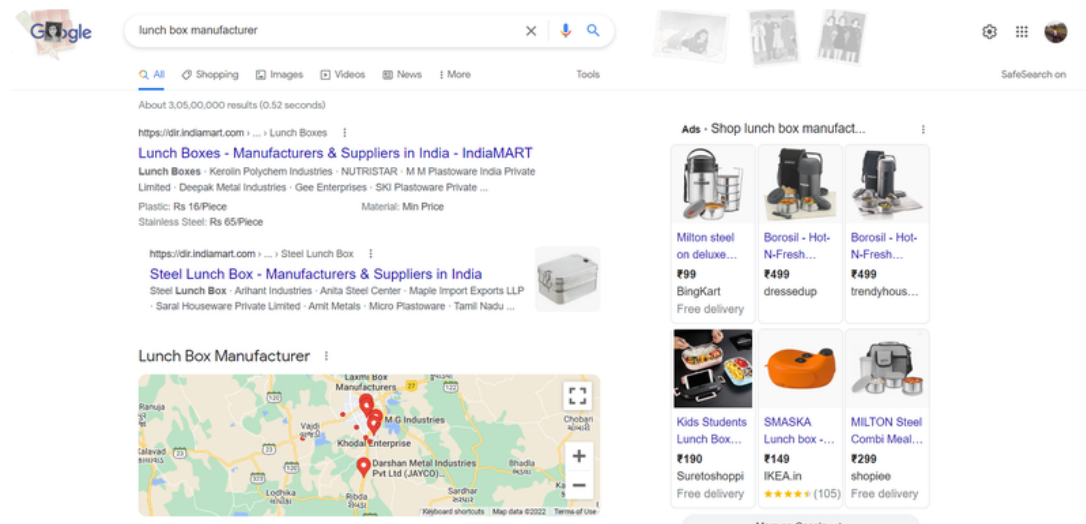 Google
lunch box manufacturer
All
Shopping
Images
Videos
News
More
Tools
SafeSearch on
About 3,05,00,000 results (0.52 seconds)
https://dir.indiamart.com › ... › Lunch Boxes
Lunch Boxes - Manufacturers & Suppliers in India - IndiaMART
Lunch Boxes · Kerolin Polychem Industries · NUTRISTAR · M M Plastoware India Private
Limited · Deepak Metal Industries · Gee Enterprises · SKI Plastoware Private ...
Plastic: Rs 16/Piece
Material: Min Price
Stainless Steel: Rs 65/Piece
https://dir.indiamart.com › ... › Steel Lunch Box
Steel Lunch Box - Manufacturers & Suppliers in India
Steel Lunch Box · Arihant Industries · Anita Steel Center · Maple Import Exports LLP
· Saral Houseware Private Limited · Amit Metals · Micro Plastoware · Tamil Nadu ...
Lunch Box Manufacturer
Laxmi Box
Manufacturers
27
122
120
Ranuja
M G Industries
Chobari
Vajdi
Khodal Enterprise
23
23
Darshan Metal Industries
Pvt Ltd (JAYCO)...
Bhadla
120
323
Lodhika
Ribda
Sardhar
Keyboard shortcuts
Map data ©2022
Terms of Use
Ads · Shop lunch box manufact...
Milton steel
on deluxe...
₹99
BingKart
Free delivery
Borosil - Hot-
N-Fresh...
₹499
dressedup
Borosil - Hot-
N-Fresh...
₹499
trendyhous...
Kids Students
Lunch Box...
₹190
Suretoshoppi
Free delivery
SMASKA
Lunch box -...
₹149
IKEA.in
(105)
MILTON Steel
Combi Meal...
₹299
shopiee
Free delivery